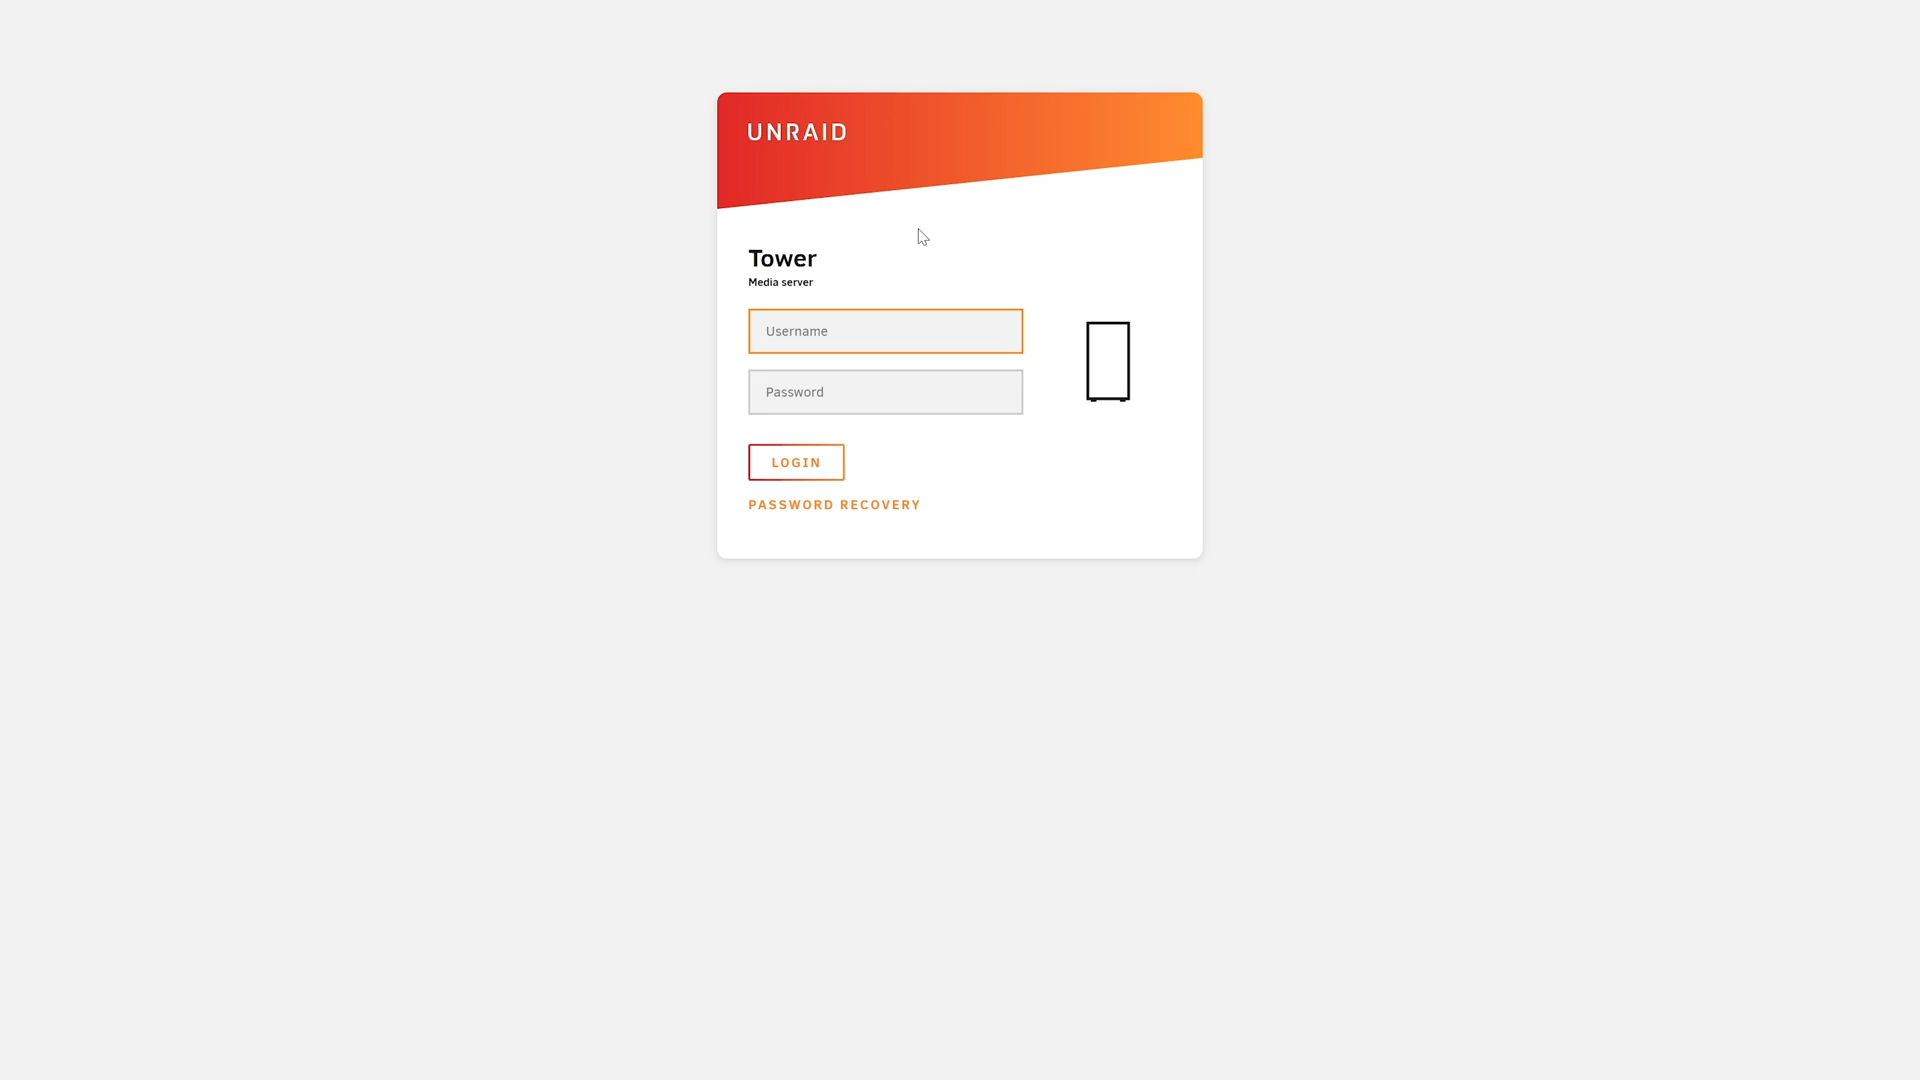 UNRAID
Tower
Media server
Username
Password
LOGIN
PASSWORD RECOVERY